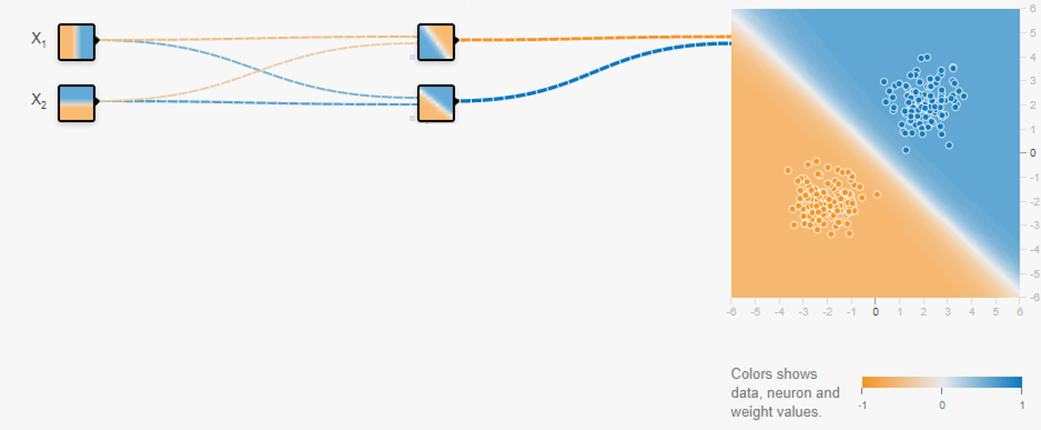 X1
X2
6
5
4
3
2
1
0
-1
-2
-3
-4
-5
-6
-6 -5 -4 -3 -2 -1 0 1 2 3 4 5 6
Colors shows
data, neuron and
weight values.
-1 0 1